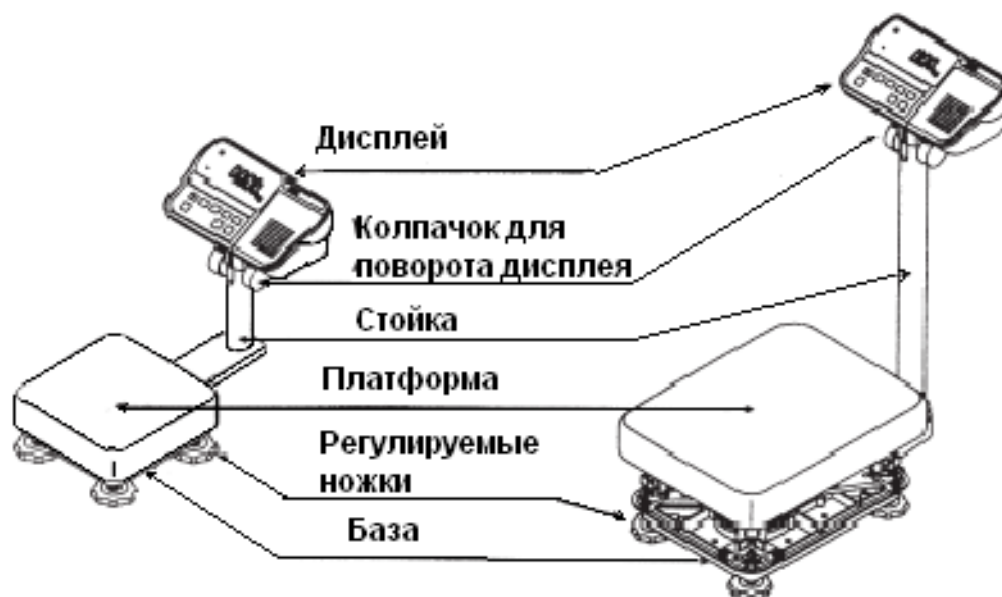 Дисплей
Колпачок для
поворота дисплея
Стойка
Платформа
Регулируемые
ножки
База